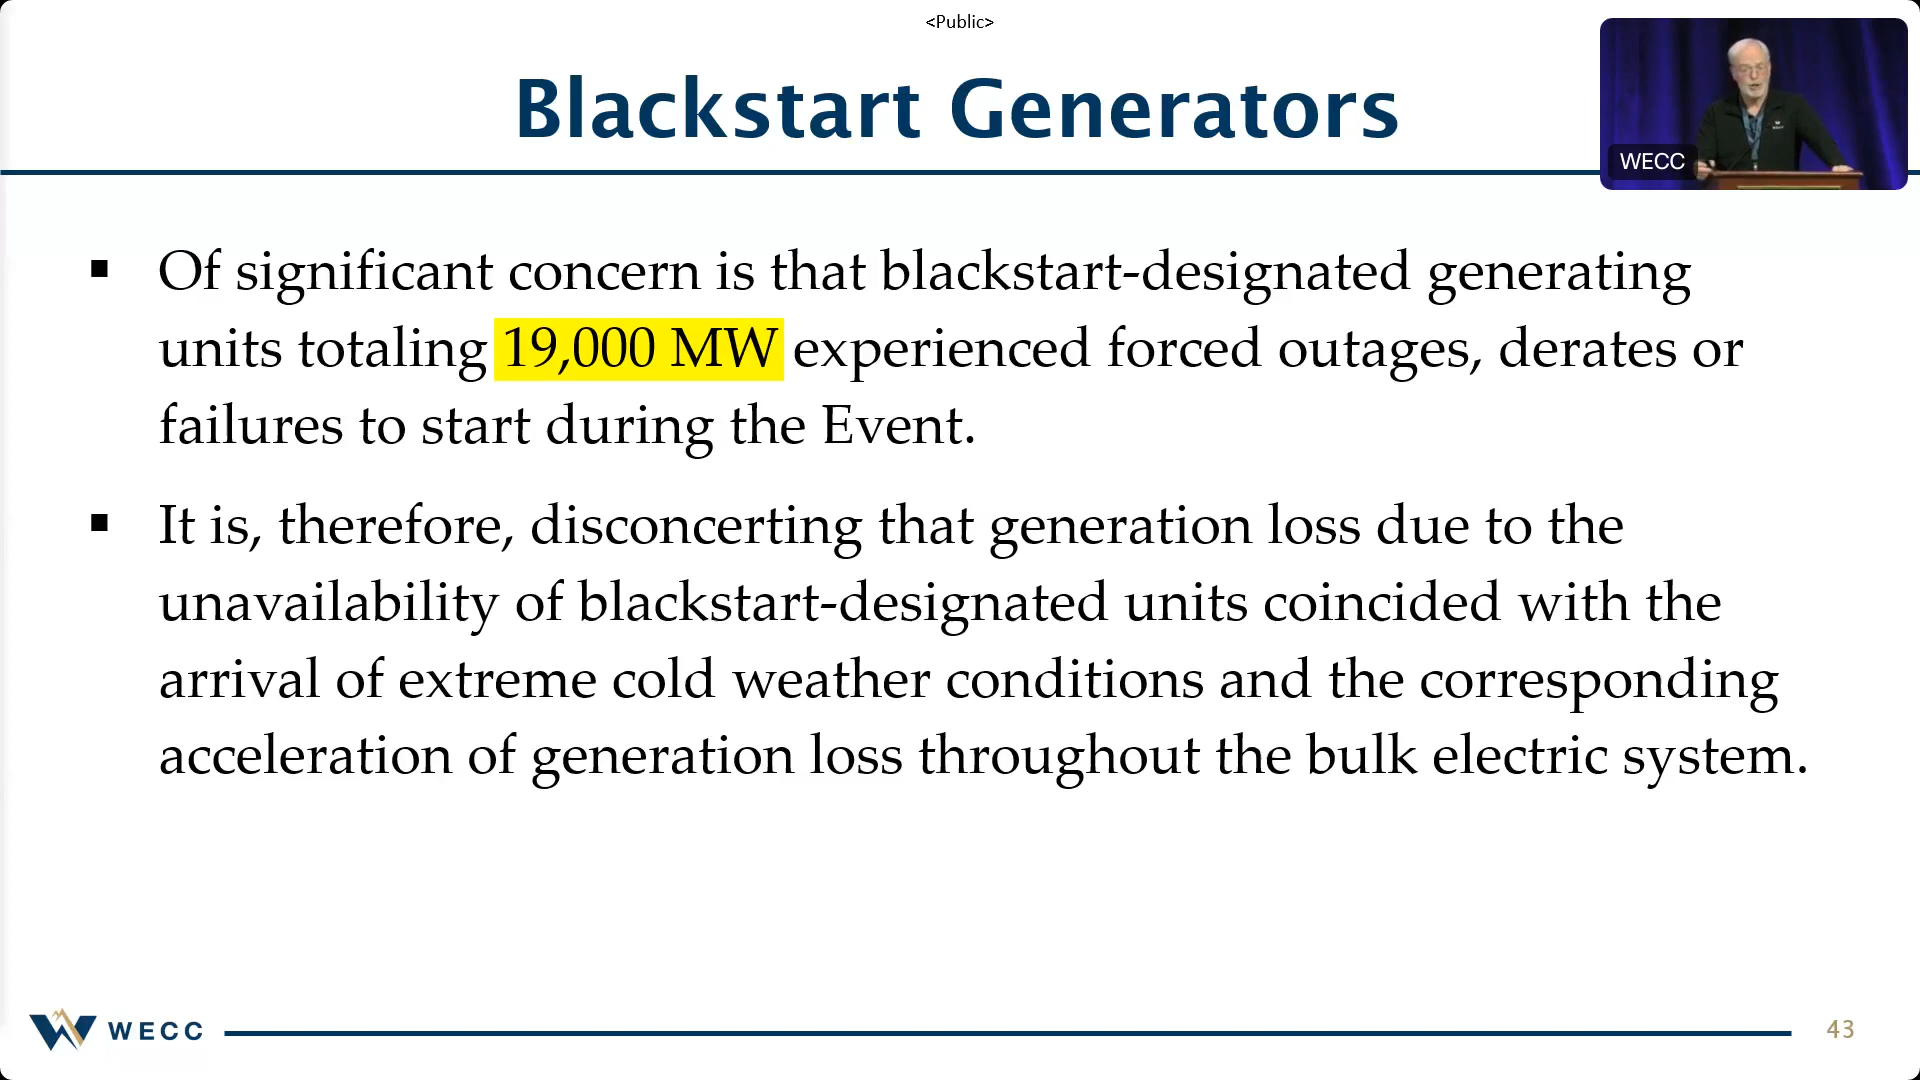 <Public>
Blackstart Generators
WECC
▪ Of significant concern is that blackstart-designated generating
units totaling 19,000 MW experienced forced outages, derates or
failures to start during the Event.
▪ It is, therefore, disconcerting that generation loss due to the
unavailability of blackstart-designated units coincided with the
arrival of extreme cold weather conditions and the corresponding
acceleration of generation loss throughout the bulk electric system.
WECC
43